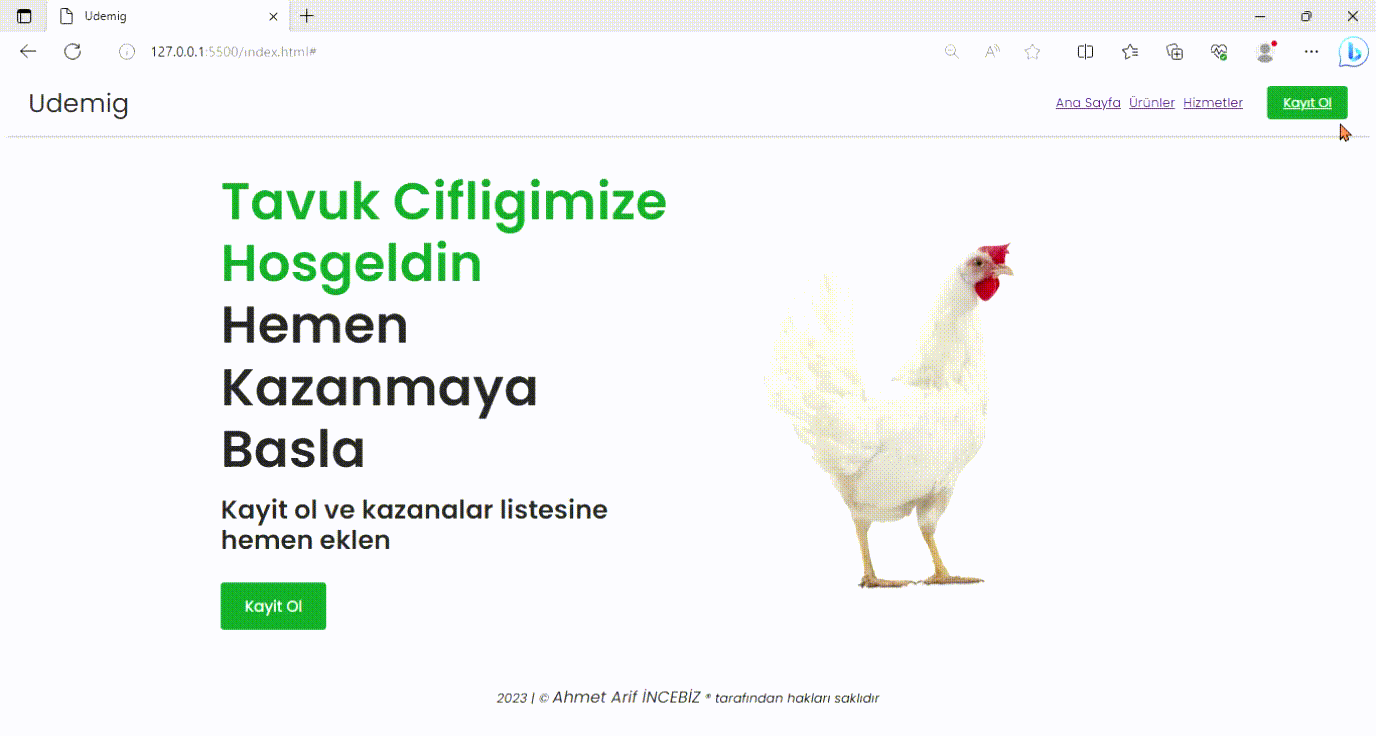 Udemig
127.0.0.1:5500/index.html#
Udemig
Ana Sayfa Ürünler Hizmetler Kayıt Ol
Tavuk Cifligimize
Hosgeldin
Hemen
Kazanmaya
Basla
Kayit ol ve kazanalar listesine
hemen eklen
Kayit Ol
2023 | © Ahmet Arif İNCEBİZ ® tarafından hakları saklıdır